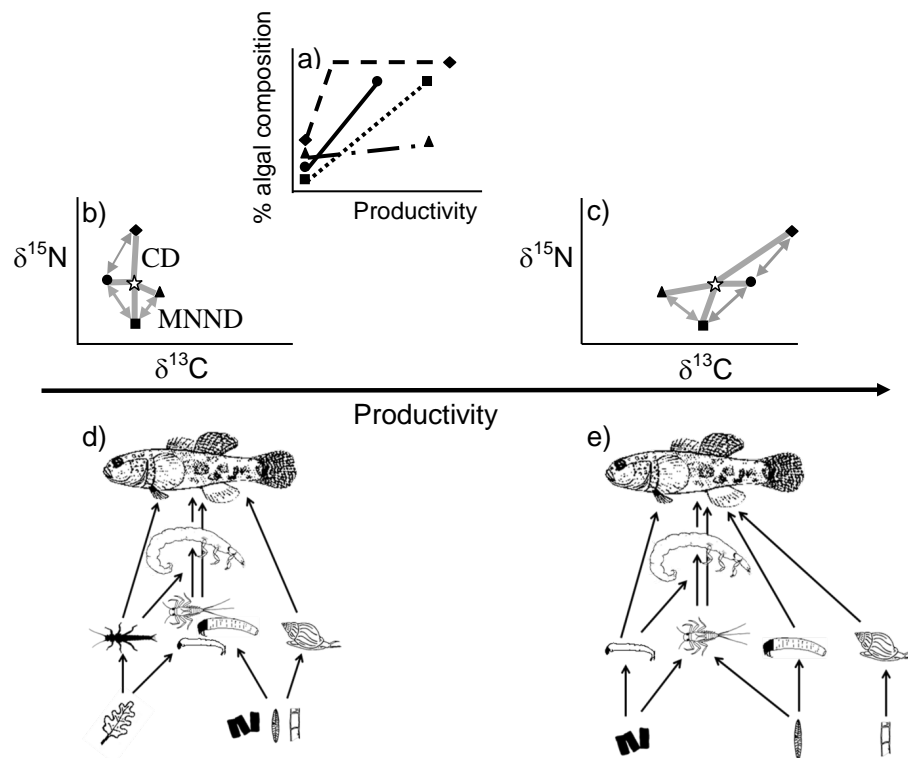 a)
% algal composition
Productivity
b)
δ¹⁵N
CD
MNND
δ¹³C
c)
δ¹⁵N
δ¹³C
Productivity
d)
e)